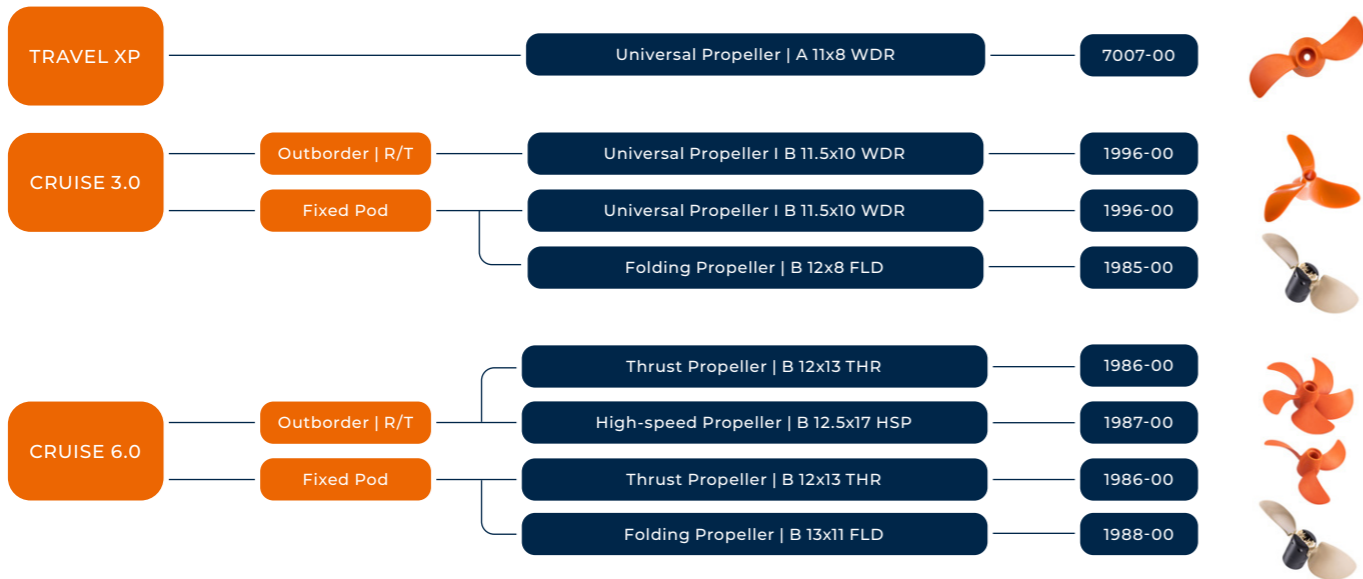 TRAVEL XP
Universal Propeller | A 11x8 WDR
7007-00
CRUISE 3.0
Outborder | R/T
Universal Propeller I B 11.5x10 WDR
1996-00
Fixed Pod
Universal Propeller I B 11.5x10 WDR
1996-00
Folding Propeller | B 12x8 FLD
1985-00
CRUISE 6.0
Thrust Propeller | B 12x13 THR
1986-00
Outborder | R/T
High-speed Propeller | B 12.5x17 HSP
1987-00
Fixed Pod
Thrust Propeller | B 12x13 THR
1986-00
Folding Propeller | B 13x11 FLD
1988-00